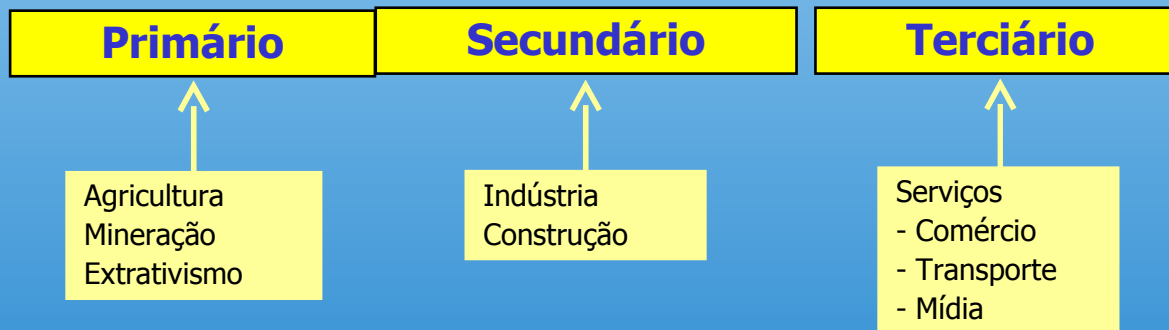 Primário
Secundário
Terciário
Agricultura
Mineração
Extrativismo
Indústria
Construção
Serviços
- Comércio
- Transporte
- Mídia